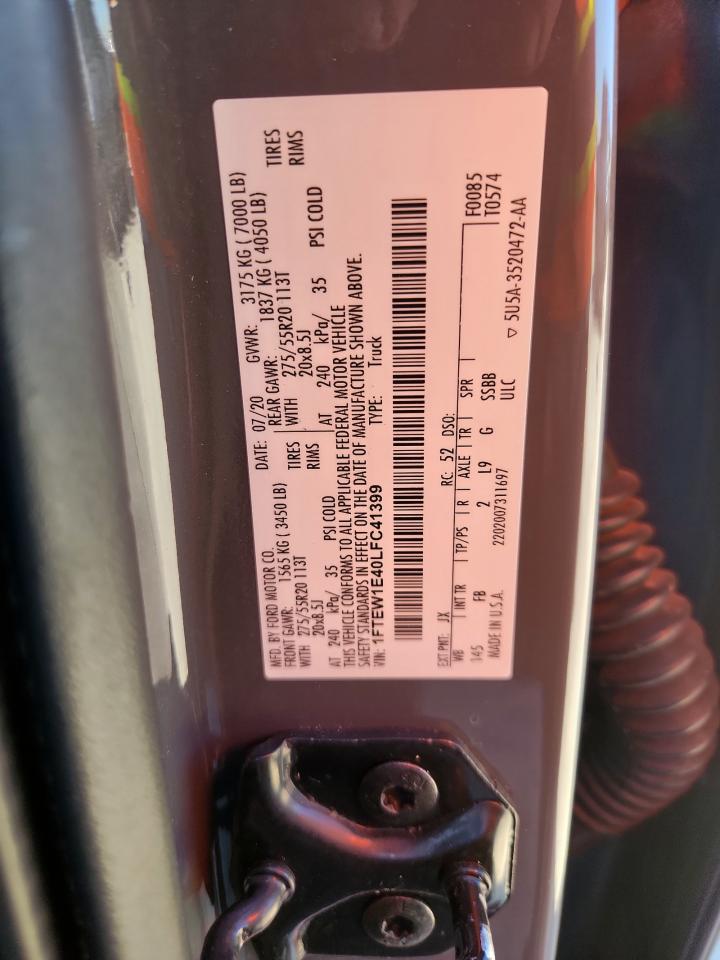 MFD. BY FORD MOTOR CO. DATE: 07/20 GVWR: 3175 KG ( 7000 LB)
FRONT GAWR: 1565 KG ( 3450 LB) REAR GAWR: 1837 KG ( 4050 LB)
WITH 275/55R20 113T TIRES WITH 275/55R20 113T TIRES
20x8.5J RIMS 20x8.5J RIMS
AT 240 kPa/ 35 PSI COLD AT 240 kPa/ 35 PSI COLD
THIS VEHICLE CONFORMS TO ALL APPLICABLE FEDERAL MOTOR VEHICLE
SAFETY STANDARDS IN EFFECT ON THE DATE OF MANUFACTURE SHOWN ABOVE.
VIN: 1FTEW1E40LFC41399 TYPE: Truck
EXT PNT: JX RC: 52 DSO: F0085
WB INT TR TP/PS R AXLE TR SPR T0574
145 FB 2 L9 G SSBB
MADE IN U.S.A. 2202007311697 ULC ▽ 5U5A-3520472-AA